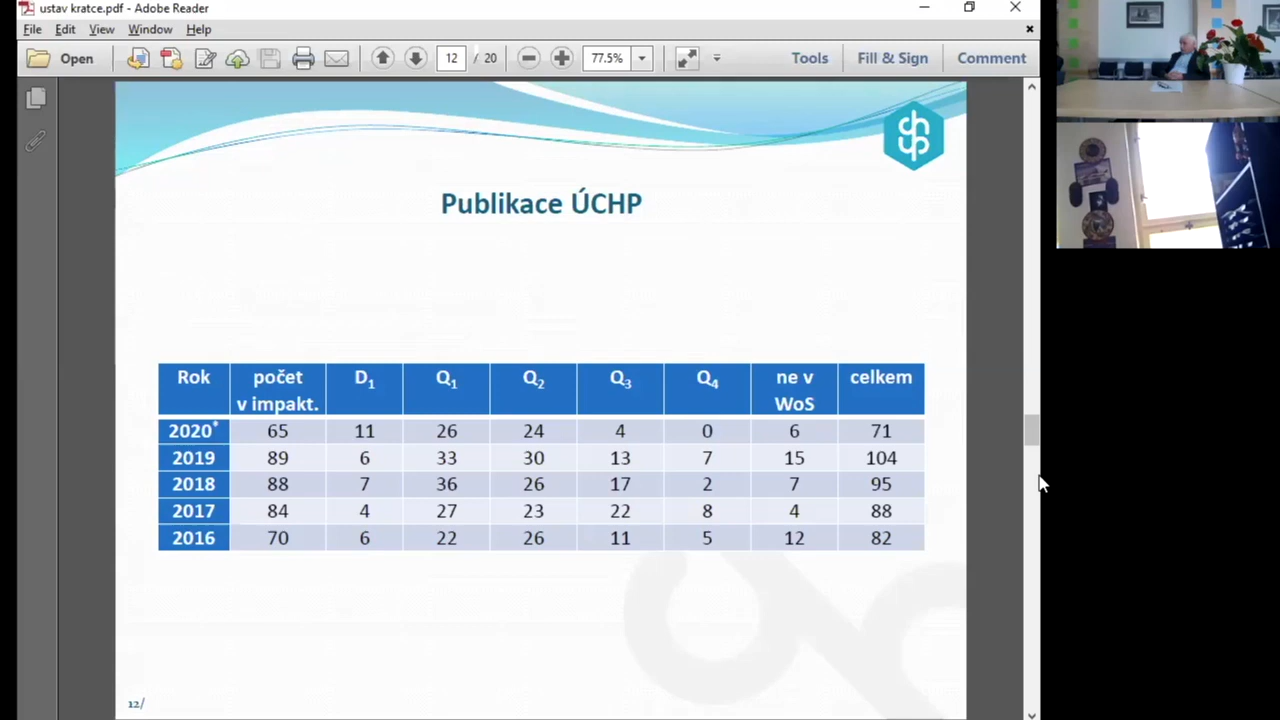 ustav kratce.pdf - Adobe Reader
File Edit View Window Help
Open 12 / 20 77.5% Tools Fill & Sign Comment
Publikace ÚCHP
Rok počet v impakt. D1 Q1 Q2 Q3 Q4 ne v WoS celkem
2020* 65 11 26 24 4 0 6 71
2019 89 6 33 30 13 7 15 104
2018 88 7 36 26 17 2 7 95
2017 84 4 27 23 22 8 4 88
2016 70 6 22 26 11 5 12 82
12/